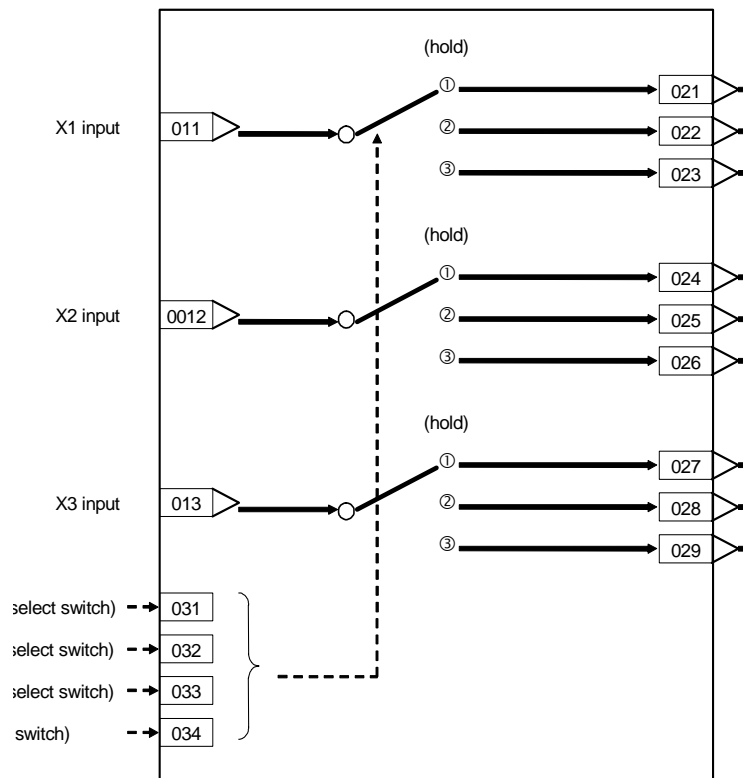 (hold)
① 021
X1 input 011 ② 022
③ 023
(hold)
① 024
X2 input 0012 ② 025
③ 026
(hold)
① 027
X3 input 013 ② 028
③ 029
select switch) 031
select switch) 032
select switch) 033
switch) 034